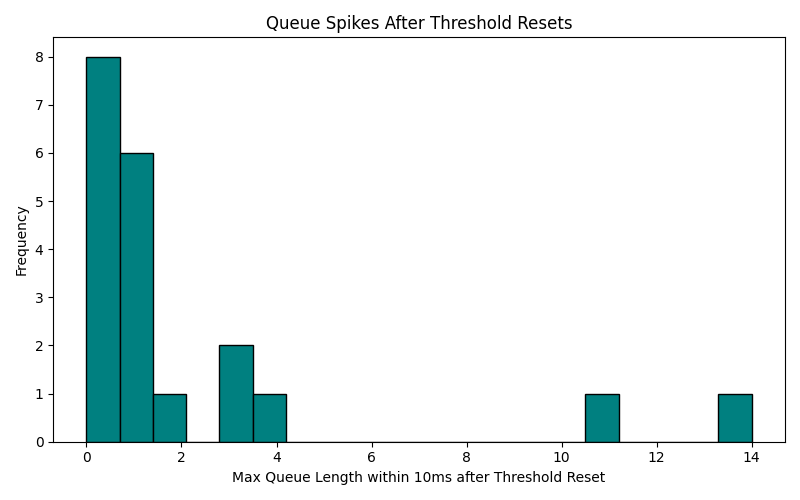 Queue Spikes After Threshold Resets
Frequency
8
7
6
5
4
3
2
1
0
0 2 4 6 8 10 12 14
Max Queue Length within 10ms after Threshold Reset